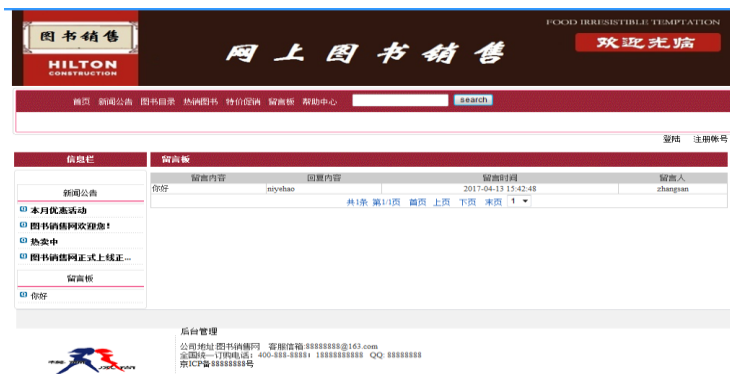 FOOD IRRESISTIBLE TEMPTATION
图书销售
HILTON
CONSTRUCTION
网上图书销售
欢迎光临
首页 新闻公告 图书目录 热销图书 特价促销 留言板 帮助中心 search
登陆 注册帐号
信息栏
留言板
新闻公告
本月优惠活动
图书销售网欢迎您!
热卖中
图书销售网正式上线正...
留言板
你好
留言内容 回复内容 留言时间 留言人
你好 niyehao 2017-04-13 15:42:48 zhangsan
共1条 第1/1页 首页 上页 下页 末页 1
后台管理
公司地址:图书销售网 客服信箱:88888888@163.com
全国统一订购电话: 400-888-8888; 18888888888 QQ: 88888888
京ICP备88888888号